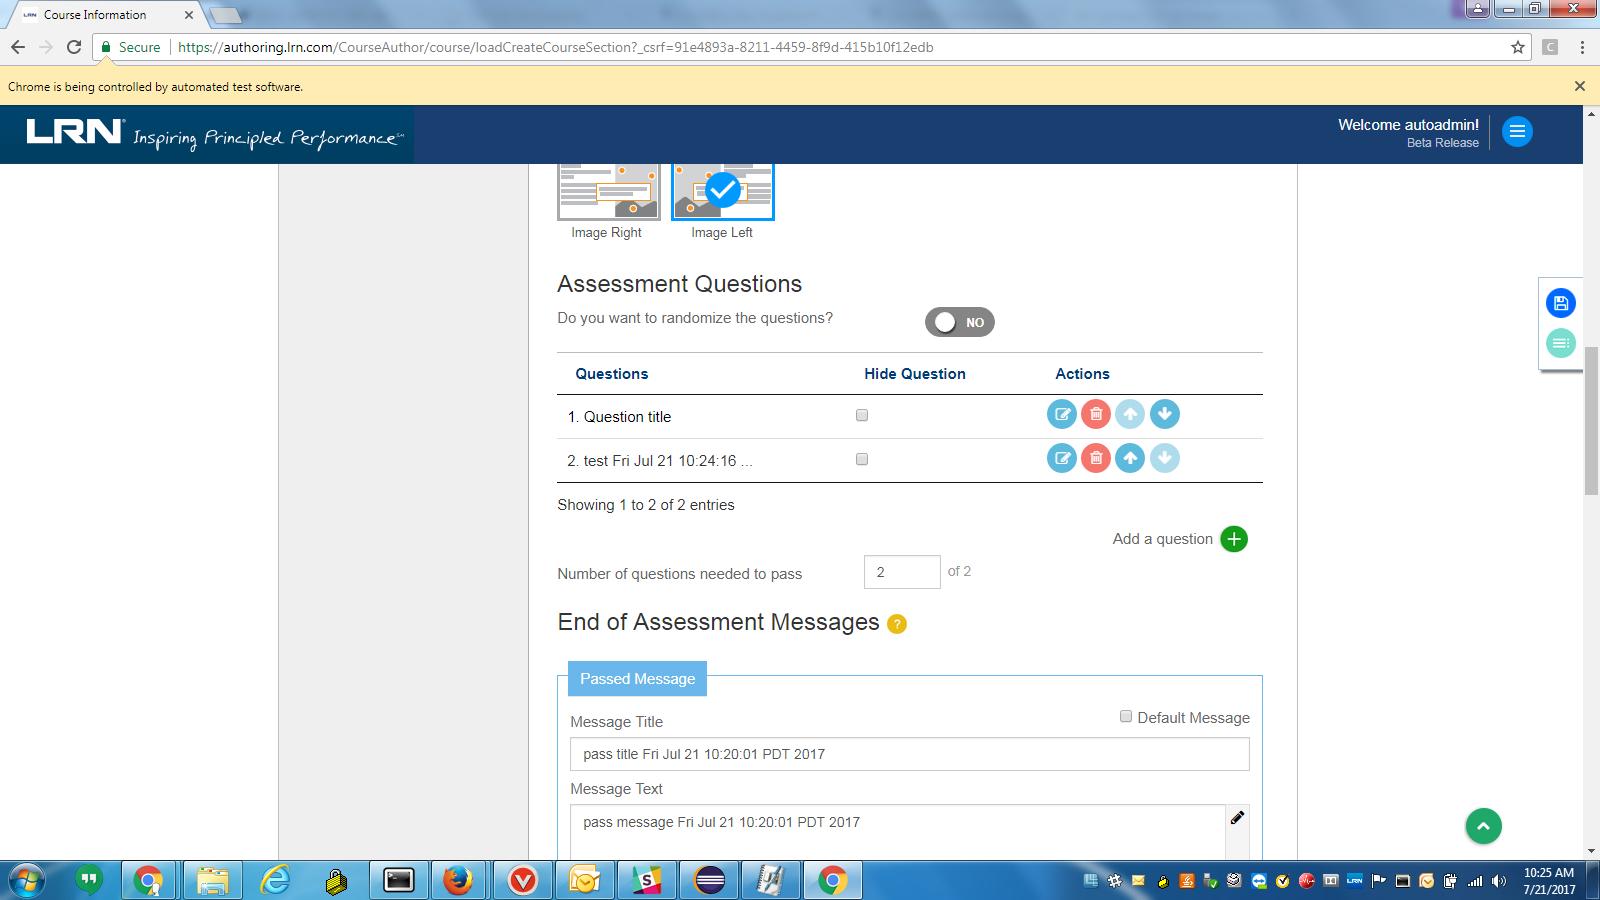 Course Information
Secure https://authoring.lrn.com/CourseAuthor/course/loadCreateCourseSection?_csrf=91e4893a-8211-4459-8f9d-415b10f12edb
Chrome is being controlled by automated test software.
LRN Inspiring Principled Performance
Welcome autoadmin!
Beta Release
Image Right Image Left
Assessment Questions
Do you want to randomize the questions? NO
Questions Hide Question Actions
1. Question title
2. test Fri Jul 21 10:24:16 ...
Showing 1 to 2 of 2 entries
Add a question
Number of questions needed to pass 2 of 2
End of Assessment Messages ?
Passed Message
Message Title Default Message
pass title Fri Jul 21 10:20:01 PDT 2017
Message Text
pass message Fri Jul 21 10:20:01 PDT 2017
10:25 AM
7/21/2017